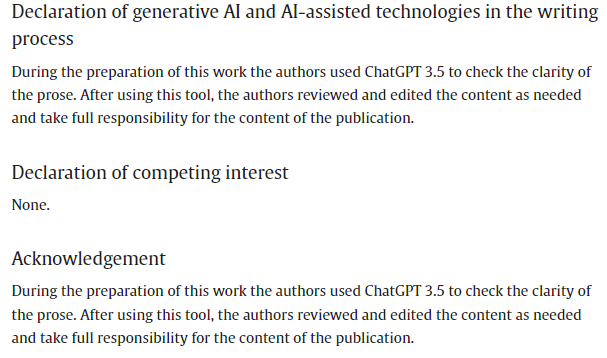 Declaration of generative AI and AI-assisted technologies in the writing
process
During the preparation of this work the authors used ChatGPT 3.5 to check the clarity of
the prose. After using this tool, the authors reviewed and edited the content as needed
and take full responsibility for the content of the publication.
Declaration of competing interest
None.
Acknowledgement
During the preparation of this work the authors used ChatGPT 3.5 to check the clarity of
the prose. After using this tool, the authors reviewed and edited the content as needed
and take full responsibility for the content of the publication.